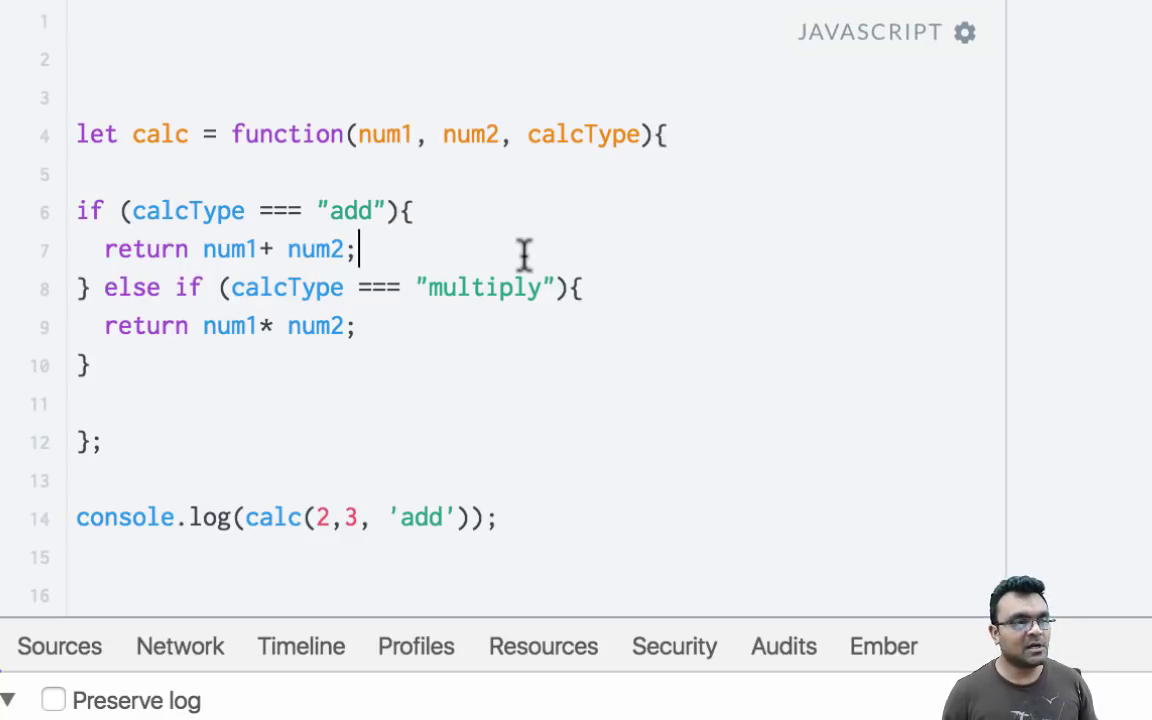 1
JAVASCRIPT
2
3
4 let calc = function(num1, num2, calcType){
5
6 if (calcType === "add"){
7 return num1+ num2;
8 } else if (calcType === "multiply"){
9 return num1* num2;
10 }
11
12 };
13
14 console.log(calc(2,3, 'add'));
15
16
Sources Network Timeline Profiles Resources Security Audits Ember
Preserve log